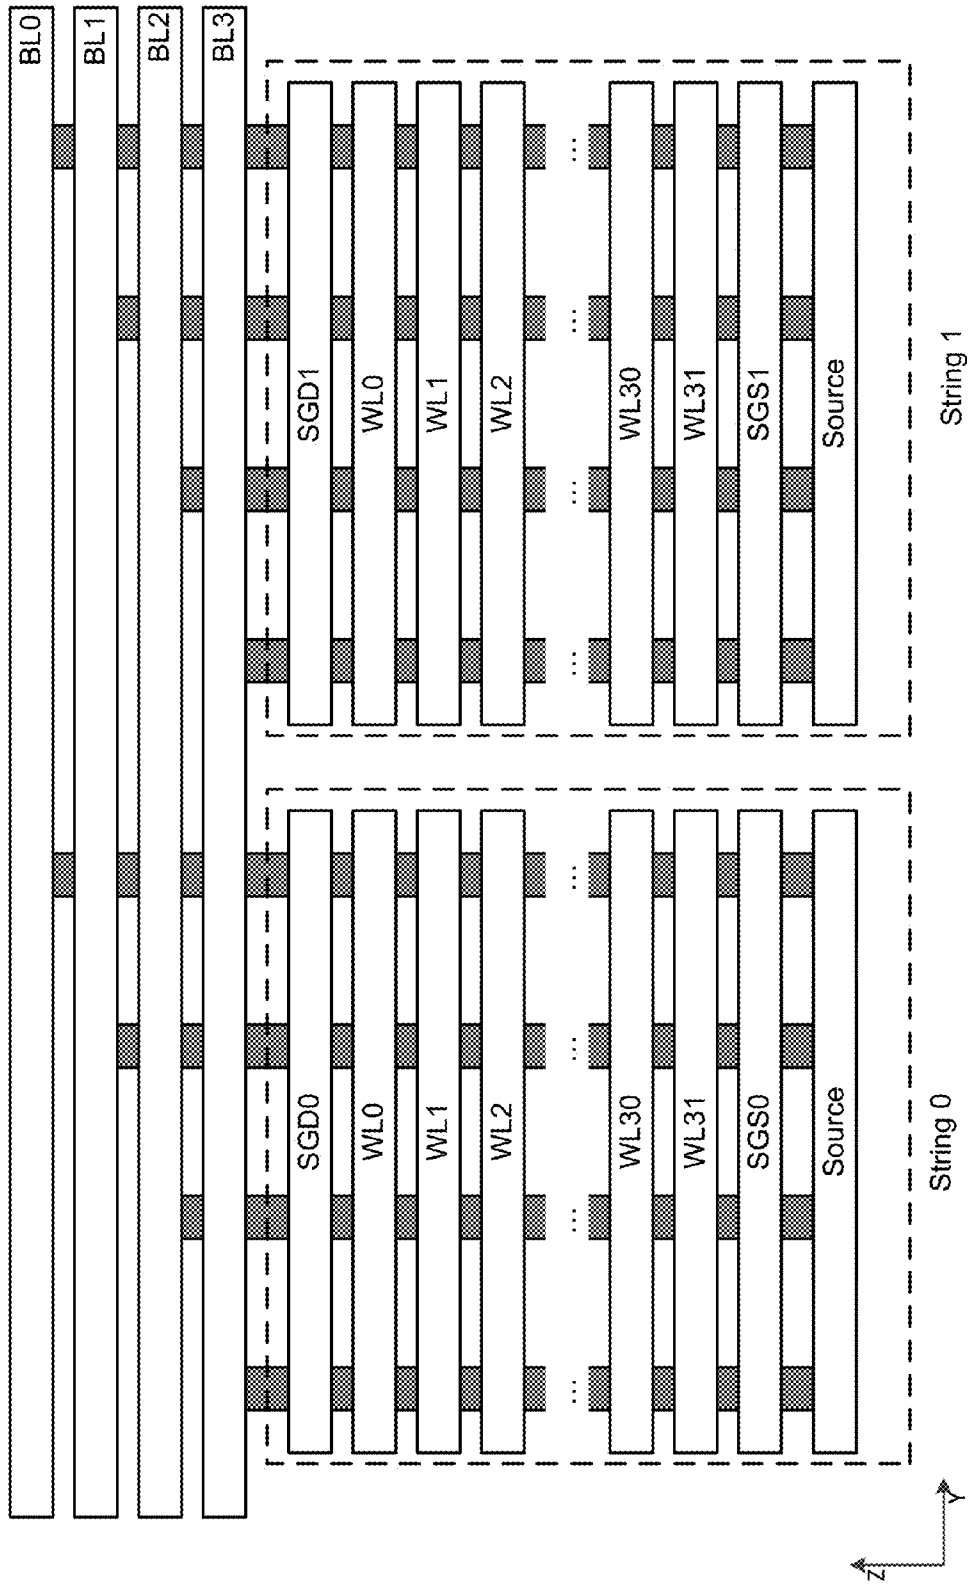 BL0
BL1
BL2
BL3
SGD0
WL0
WL1
WL2
...
...
...
...
WL30
WL31
SGS0
Source
String 0
SGD1
WL0
WL1
WL2
...
...
...
...
WL30
WL31
SGS1
Source
String 1
Z
Y